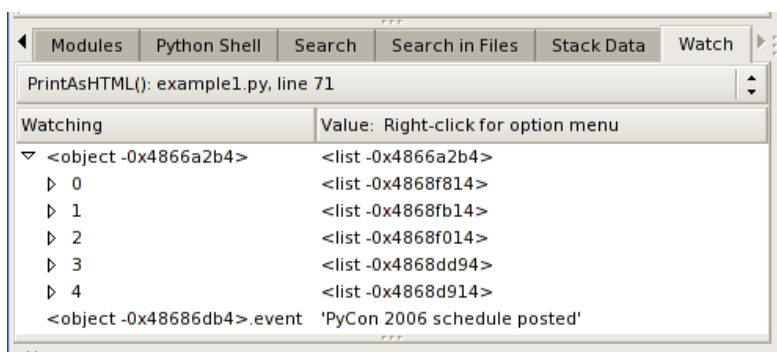 Modules Python Shell Search Search in Files Stack Data Watch
PrintAsHTML(): example1.py, line 71
Watching Value: Right-click for option menu
<object -0x4866a2b4> <list -0x4866a2b4>
0 <list -0x4868f814>
1 <list -0x4868fb14>
2 <list -0x4868f014>
3 <list -0x4868dd94>
4 <list -0x4868d914>
<object -0x48686db4>.event 'PyCon 2006 schedule posted'